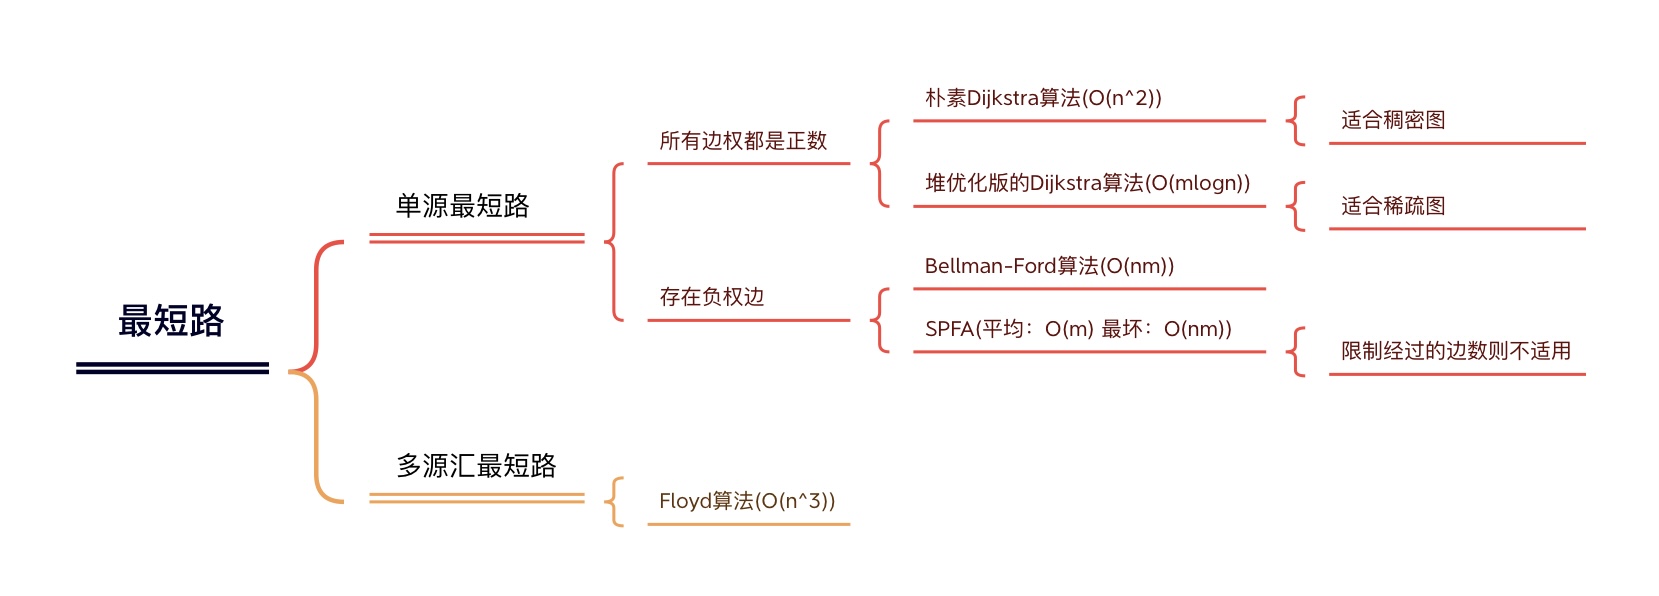 最短路
单源最短路
所有边权都是正数
朴素Dijkstra算法(O(n^2))
适合稠密图
堆优化版的Dijkstra算法(O(mlogn))
适合稀疏图
存在负权边
Bellman-Ford算法(O(nm))
SPFA(平均：O(m) 最坏：O(nm))
限制经过的边数则不适用
多源汇最短路
Floyd算法(O(n^3))